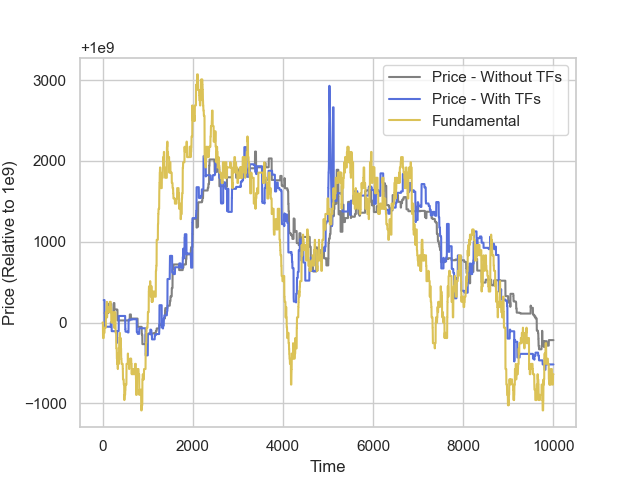 +1e9
Price - Without TFs
Price - With TFs
Fundamental
3000
2000
1000
0
−1000
Price (Relative to 1e9)
0
2000
4000
6000
8000
10000
Time